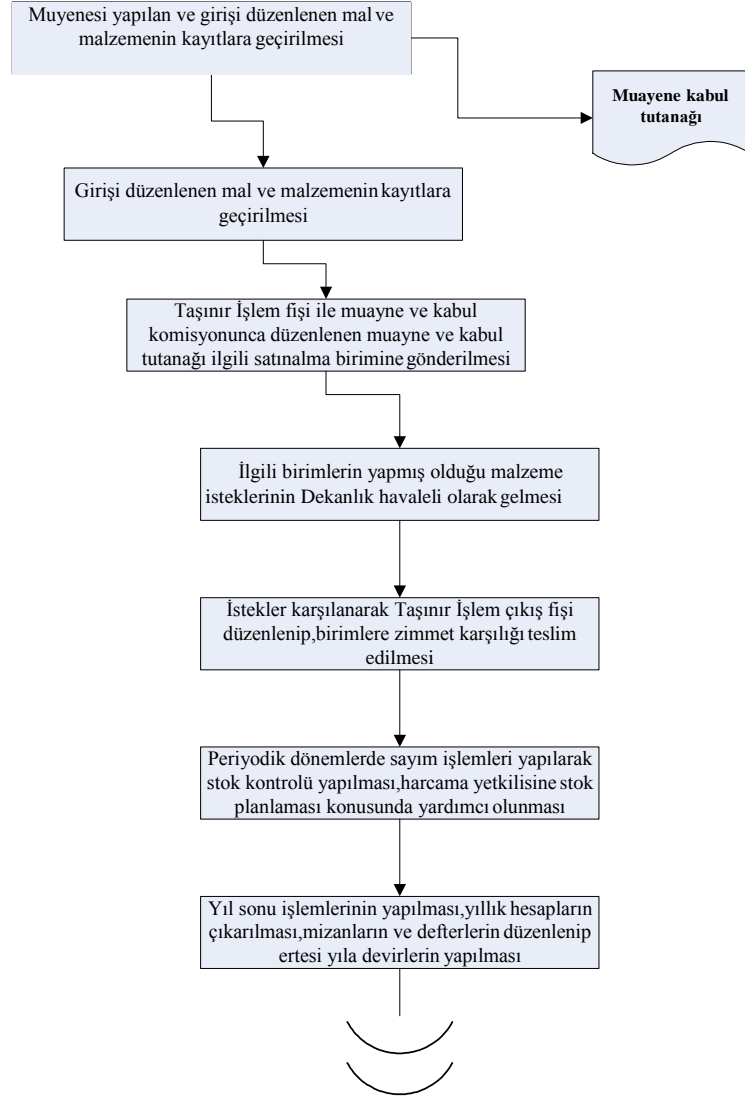 Muyenesi yapılan ve girişi düzenlenen mal ve
malzemenin kayıtlara geçirilmesi
Muayene kabul
tutanağı
Girişi düzenlenen mal ve malzemenin kayıtlara
geçirilmesi
Taşınır İşlem fişi ile muayne ve kabul
komisyonunca düzenlenen muayne ve kabul
tutanağı ilgili satınalma birimine gönderilmesi
İlgili birimlerin yapmış olduğu malzeme
isteklerinin Dekanlık havaleli olarak gelmesi
İstekler karşılanarak Taşınır İşlem çıkış fişi
düzenlenip,birimlere zimmet karşılığı teslim
edilmesi
Periyodik dönemlerde sayım işlemleri yapılarak
stok kontrolü yapılması,harcama yetkilisine stok
planlaması konusunda yardımcı olunması
Yıl sonu işlemlerinin yapılması,yıllık hesapların
çıkarılması,mizanların ve defterlerin düzenlenip
ertesi yıla devirlerin yapılması